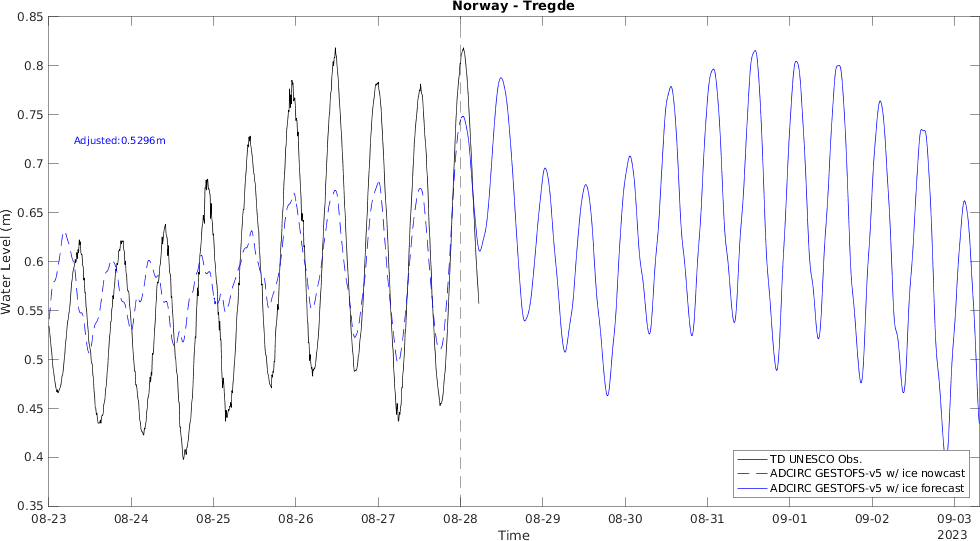 Norway - Tregde
0.85
0.8
0.75
0.7
0.65
0.6
0.55
0.5
0.45
0.4
0.35
Water Level (m)
Adjusted:0.5296m
TD UNESCO Obs.
ADCIRC GESTOFS-v5 w/ ice nowcast
ADCIRC GESTOFS-v5 w/ ice forecast
08-23 08-24 08-25 08-26 08-27 08-28 08-29 08-30 08-31 09-01 09-02 09-03
Time
2023